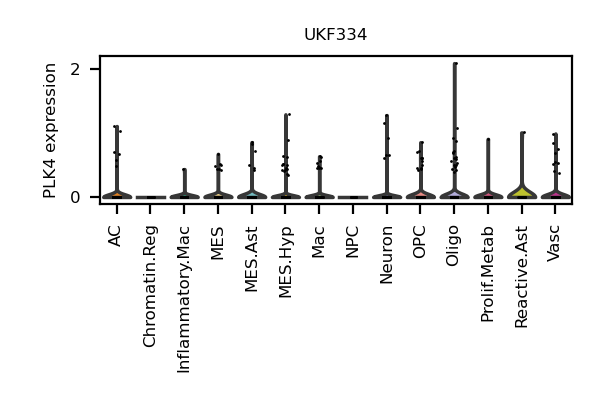 UKF334
PLK4 expression
2
0
AC
Chromatin.Reg
Inflammatory.Mac
MES
MES.Ast
MES.Hyp
Mac
NPC
Neuron
OPC
Oligo
Prolif.Metab
Reactive.Ast
Vasc